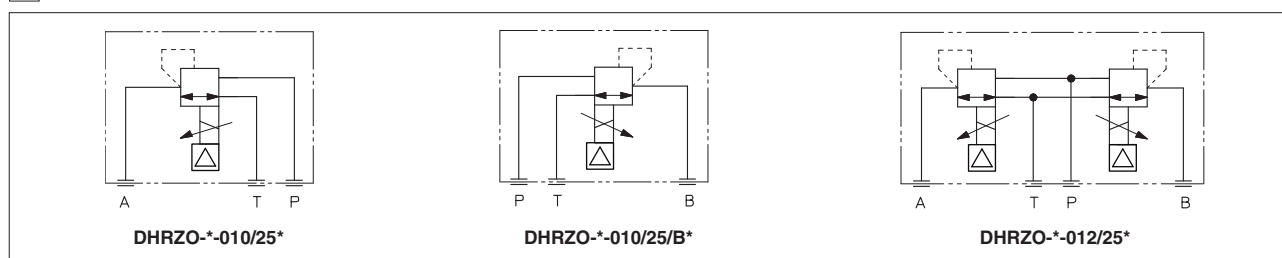 A T P
P T B
A T P B
DHRZO-*-010/25*
DHRZO-*-010/25/B*
DHRZO-*-012/25*